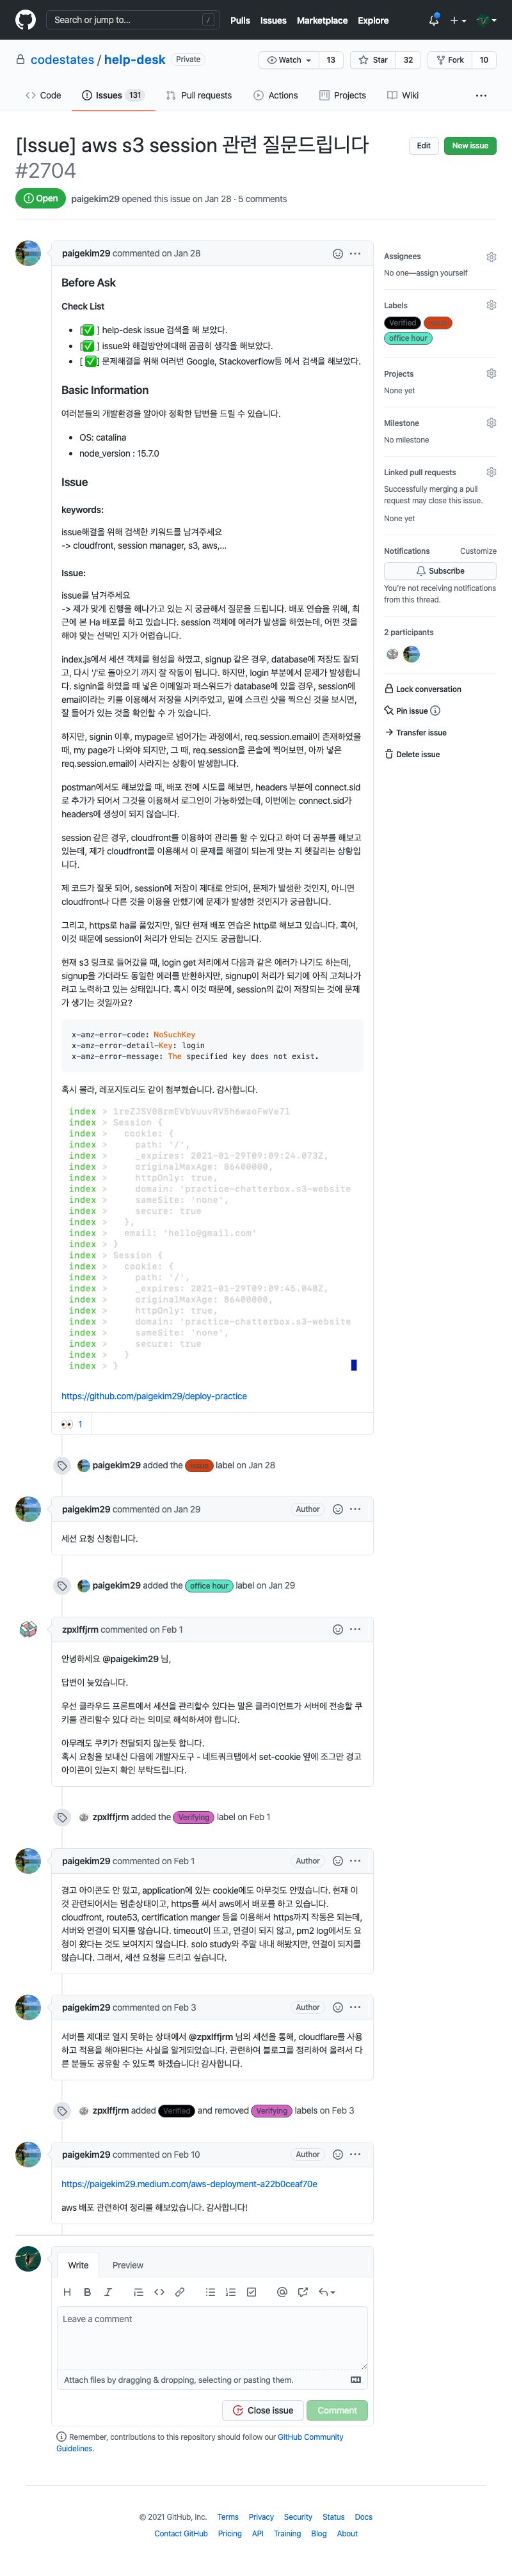 Search or jump to... /
Pulls Issues Marketplace Explore
codestates / help-desk Private
Watch 13 Star 32 Fork 10
Code Issues 131 Pull requests Actions Projects Wiki
[Issue] aws s3 session 관련 질문드립니다
#2704
Edit New issue
Open paigekim29 opened this issue on Jan 28 · 5 comments
paigekim29 commented on Jan 28
Before Ask
Check List
[✅ ] help-desk issue 검색을 해 보았다.
[✅ ] issue와 해결방안에대해 곰곰히 생각을 해보았다.
[ ✅] 문제해결을 위해 여러번 Google, Stackoverflow등 에서 검색을 해보았다.
Basic Information
여러분들의 개발환경을 알아야 정확한 답변을 드릴 수 있습니다.
OS: catalina
node_version : 15.7.0
Issue
keywords:
issue해결을 위해 검색한 키워드를 남겨주세요
-> cloudfront, session manager, s3, aws,...
Issue:
issue를 남겨주세요
-> 제가 맞게 진행을 해나가고 있는 지 궁금해서 질문을 드립니다. 배포 연습을 위해, 최
근에 본 Ha 배포를 하고 있습니다. session 객체에 에러가 발생을 하였는데, 어떤 것을
해야 맞는 선택인 지가 어렵습니다.
index.js에서 세션 객체를 형성을 하였고, signup 같은 경우, database에 저장도 잘되
고, 다시 '/'로 돌아오기 까지 잘 작동이 됩니다. 하지만, login 부분에서 문제가 발생합니
다. signin을 하였을 때 넣은 이메일과 패스워드가 database에 있을 경우, session에
email이라는 키를 이용해서 저장을 시켜주었고, 밑에 스크린 샷을 찍으신 것을 보시면,
잘 들어가 있는 것을 확인할 수 가 있습니다.
하지만, signin 이후, mypage로 넘어가는 과정에서, req.session.email이 존재하였을
때, my page가 나와야 되지만, 그 때, req.session을 콘솔에 찍어보면, 아까 넣은
req.session.email이 사라지는 상황이 발생합니다.
postman에서도 해보았을 때, 배포 전에 시도를 해보면, headers 부분에 connect.sid
로 추가가 되어서 그것을 이용해서 로그인이 가능하였는데, 이번에는 connect.sid가
headers에 생성이 되지 않습니다.
session 같은 경우, cloudfront를 이용하여 관리를 할 수 있다고 하여 더 공부를 해보고
있는데, 제가 cloudfront를 이용해서 이 문제를 해결이 되는게 맞는 지 헷갈리는 상황입
니다.
제 코드가 잘못 되어, session에 저장이 제대로 안되어, 문제가 발생한 것인지, 아니면
cloudfront나 다른 것을 이용을 안했기에 문제가 발생한 것인지가 궁금합니다.
그리고, https로 ha를 풀었지만, 일단 현재 배포 연습은 http로 해보고 있습니다. 혹여,
이것 때문에 session이 처리가 안되는 건지도 궁금합니다.
현재 s3 링크로 들어갔을 때, login get 처리에서 다음과 같은 에러가 나기도 하는데,
signup을 가더라도 동일한 에러를 반환하지만, signup이 처리가 되기에 아직 고쳐나가
려고 노력하고 있는 상태입니다. 혹시 이것 때문에, session의 값이 저장되는 것에 문제
가 생기는 것일까요?
x-amz-error-code: NoSuchKey
x-amz-error-detail-Key: login
x-amz-error-message: The specified key does not exist.
혹시 몰라, 레포지토리도 같이 첨부했습니다. 감사합니다.
index > 1reZJSV08rmEVbVuuvRV5h6waoFwVe7l
index > Session {
index > cookie: {
index > path: '/',
index > _expires: 2021-01-29T09:09:24.073Z,
index > originalMaxAge: 86400000,
index > httpOnly: true,
index > domain: 'practice-chatterbox.s3-website
index > sameSite: 'none',
index > secure: true
index > },
index > email: 'hello@gmail.com'
index > }
index > Session {
index > cookie: {
index > path: '/',
index > _expires: 2021-01-29T09:09:45.048Z,
index > originalMaxAge: 86400000,
index > httpOnly: true,
index > domain: 'practice-chatterbox.s3-website
index > sameSite: 'none',
index > secure: true
index > }
index > }
https://github.com/paigekim29/deploy-practice
👀 1
paigekim29 added the issue label on Jan 28
paigekim29 commented on Jan 29 Author
세션 요청 신청합니다.
paigekim29 added the office hour label on Jan 29
zpxlffjrm commented on Feb 1
안녕하세요 @paigekim29 님,
답변이 늦었습니다.
우선 클라우드 프론트에서 세션을 관리할수 있다는 말은 클라이언트가 서버에 전송할 쿠
키를 관리할수 있다 라는 의미로 해석하셔야 합니다.
아무래도 쿠키가 전달되지 않는듯 합니다.
혹시 요청을 보내신 다음에 개발자도구 - 네트워크탭에서 set-cookie 옆에 조그만 경고
아이콘이 있는지 확인 부탁드립니다.
zpxlffjrm added the Verifying label on Feb 1
paigekim29 commented on Feb 1 Author
경고 아이콘도 안 떴고, application에 있는 cookie에도 아무것도 안떴습니다. 현재 이
것 관련되어서는 멈춘상태이고, https를 써서 aws에서 배포를 하고 있습니다.
cloudfront, route53, certification manger 등을 이용해서 https까지 작동은 되는데,
서버와 연결이 되지를 않습니다. timeout이 뜨고, 연결이 되지 않고, pm2 log에서도 요
청이 왔다는 것도 보여지지 않습니다. solo study와 주말 내내 해봤지만, 연결이 되지를
않습니다. 그래서, 세션 요청을 드리고 싶습니다.
paigekim29 commented on Feb 3 Author
서버를 제대로 열지 못하는 상태에서 @zpxlffjrm 님의 세션을 통해, cloudflare를 사용
하고 적용을 해야된다는 사실을 알게되었습니다. 관련하여 블로그를 정리하여 올려서 다
른 분들도 공유할 수 있도록 하겠습니다! 감사합니다.
zpxlffjrm added Verified and removed Verifying labels on Feb 3
paigekim29 commented on Feb 10 Author
https://paigekim29.medium.com/aws-deployment-a22b0ceaf70e
aws 배포 관련하여 정리를 해보았습니다. 감사합니다!
Write Preview
H B I
Leave a comment
Attach files by dragging & dropping, selecting or pasting them.
Close issue Comment
Remember, contributions to this repository should follow our GitHub Community
Guidelines.
Assignees
No one—assign yourself
Labels
Verified issue
office hour
Projects
None yet
Milestone
No milestone
Linked pull requests
Successfully merging a pull
request may close this issue.
None yet
Notifications Customize
Subscribe
You're not receiving notifications
from this thread.
2 participants
Lock conversation
Pin issue
Transfer issue
Delete issue
© 2021 GitHub, Inc. Terms Privacy Security Status Docs
Contact GitHub Pricing API Training Blog About